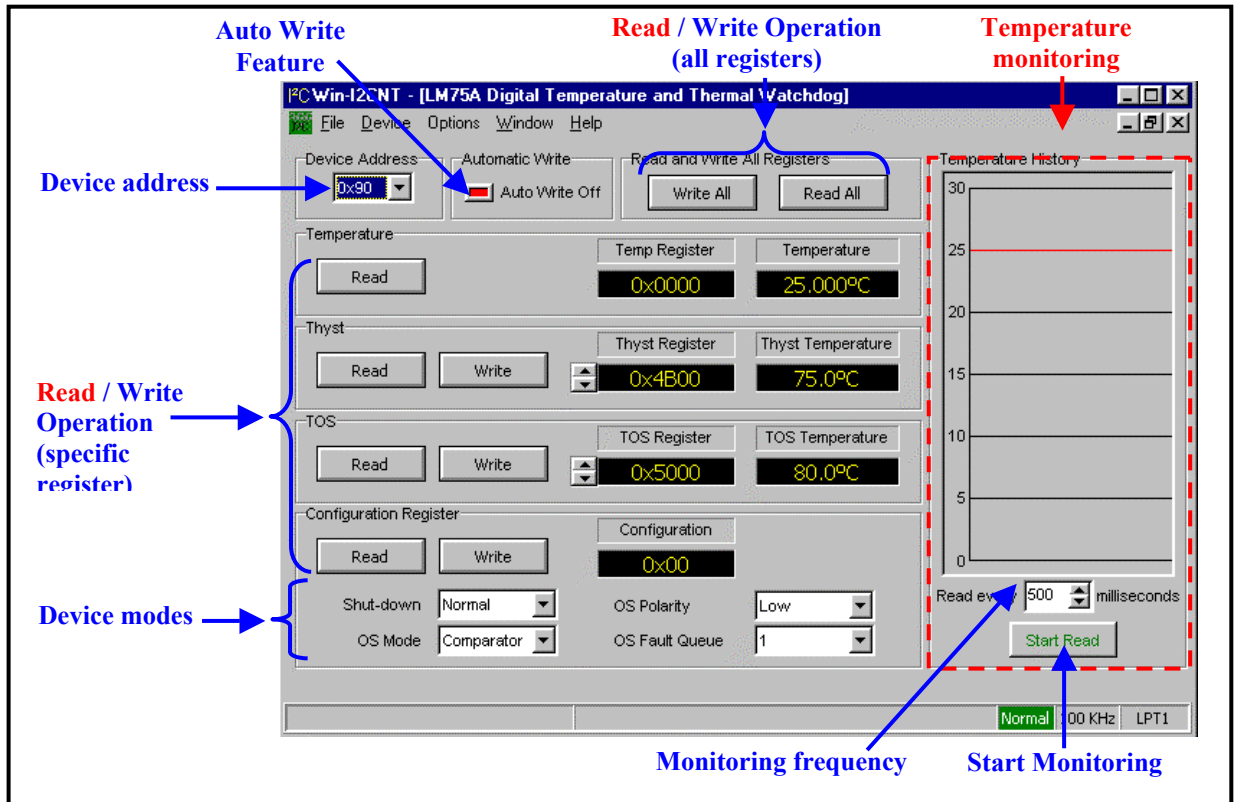 Auto Write
Feature
Read / Write Operation
(all registers)
Temperature
monitoring
I²C Win-I2CNT - [LM75A Digital Temperature and Thermal Watchdog]
File Device Options Window Help
Device Address
Automatic Write
Read and Write All Registers
Temperature History
Device address
0x90
Auto Write Off
Write All
Read All
30
25
20
15
10
5
0
Temperature
Temp Register
Temperature
Read
0x0000
25.000ºC
Thyst
Thyst Register
Thyst Temperature
Read
Write
0x4B00
75.0ºC
Read / Write
Operation
(specific
register)
TOS
TOS Register
TOS Temperature
Read
Write
0x5000
80.0ºC
Configuration Register
Configuration
Read
Write
0x00
Device modes
Shut-down
Normal
OS Polarity
Low
OS Mode
Comparator
OS Fault Queue
1
Read every 500 milliseconds
Start Read
Normal
00 KHz
LPT1
Monitoring frequency
Start Monitoring